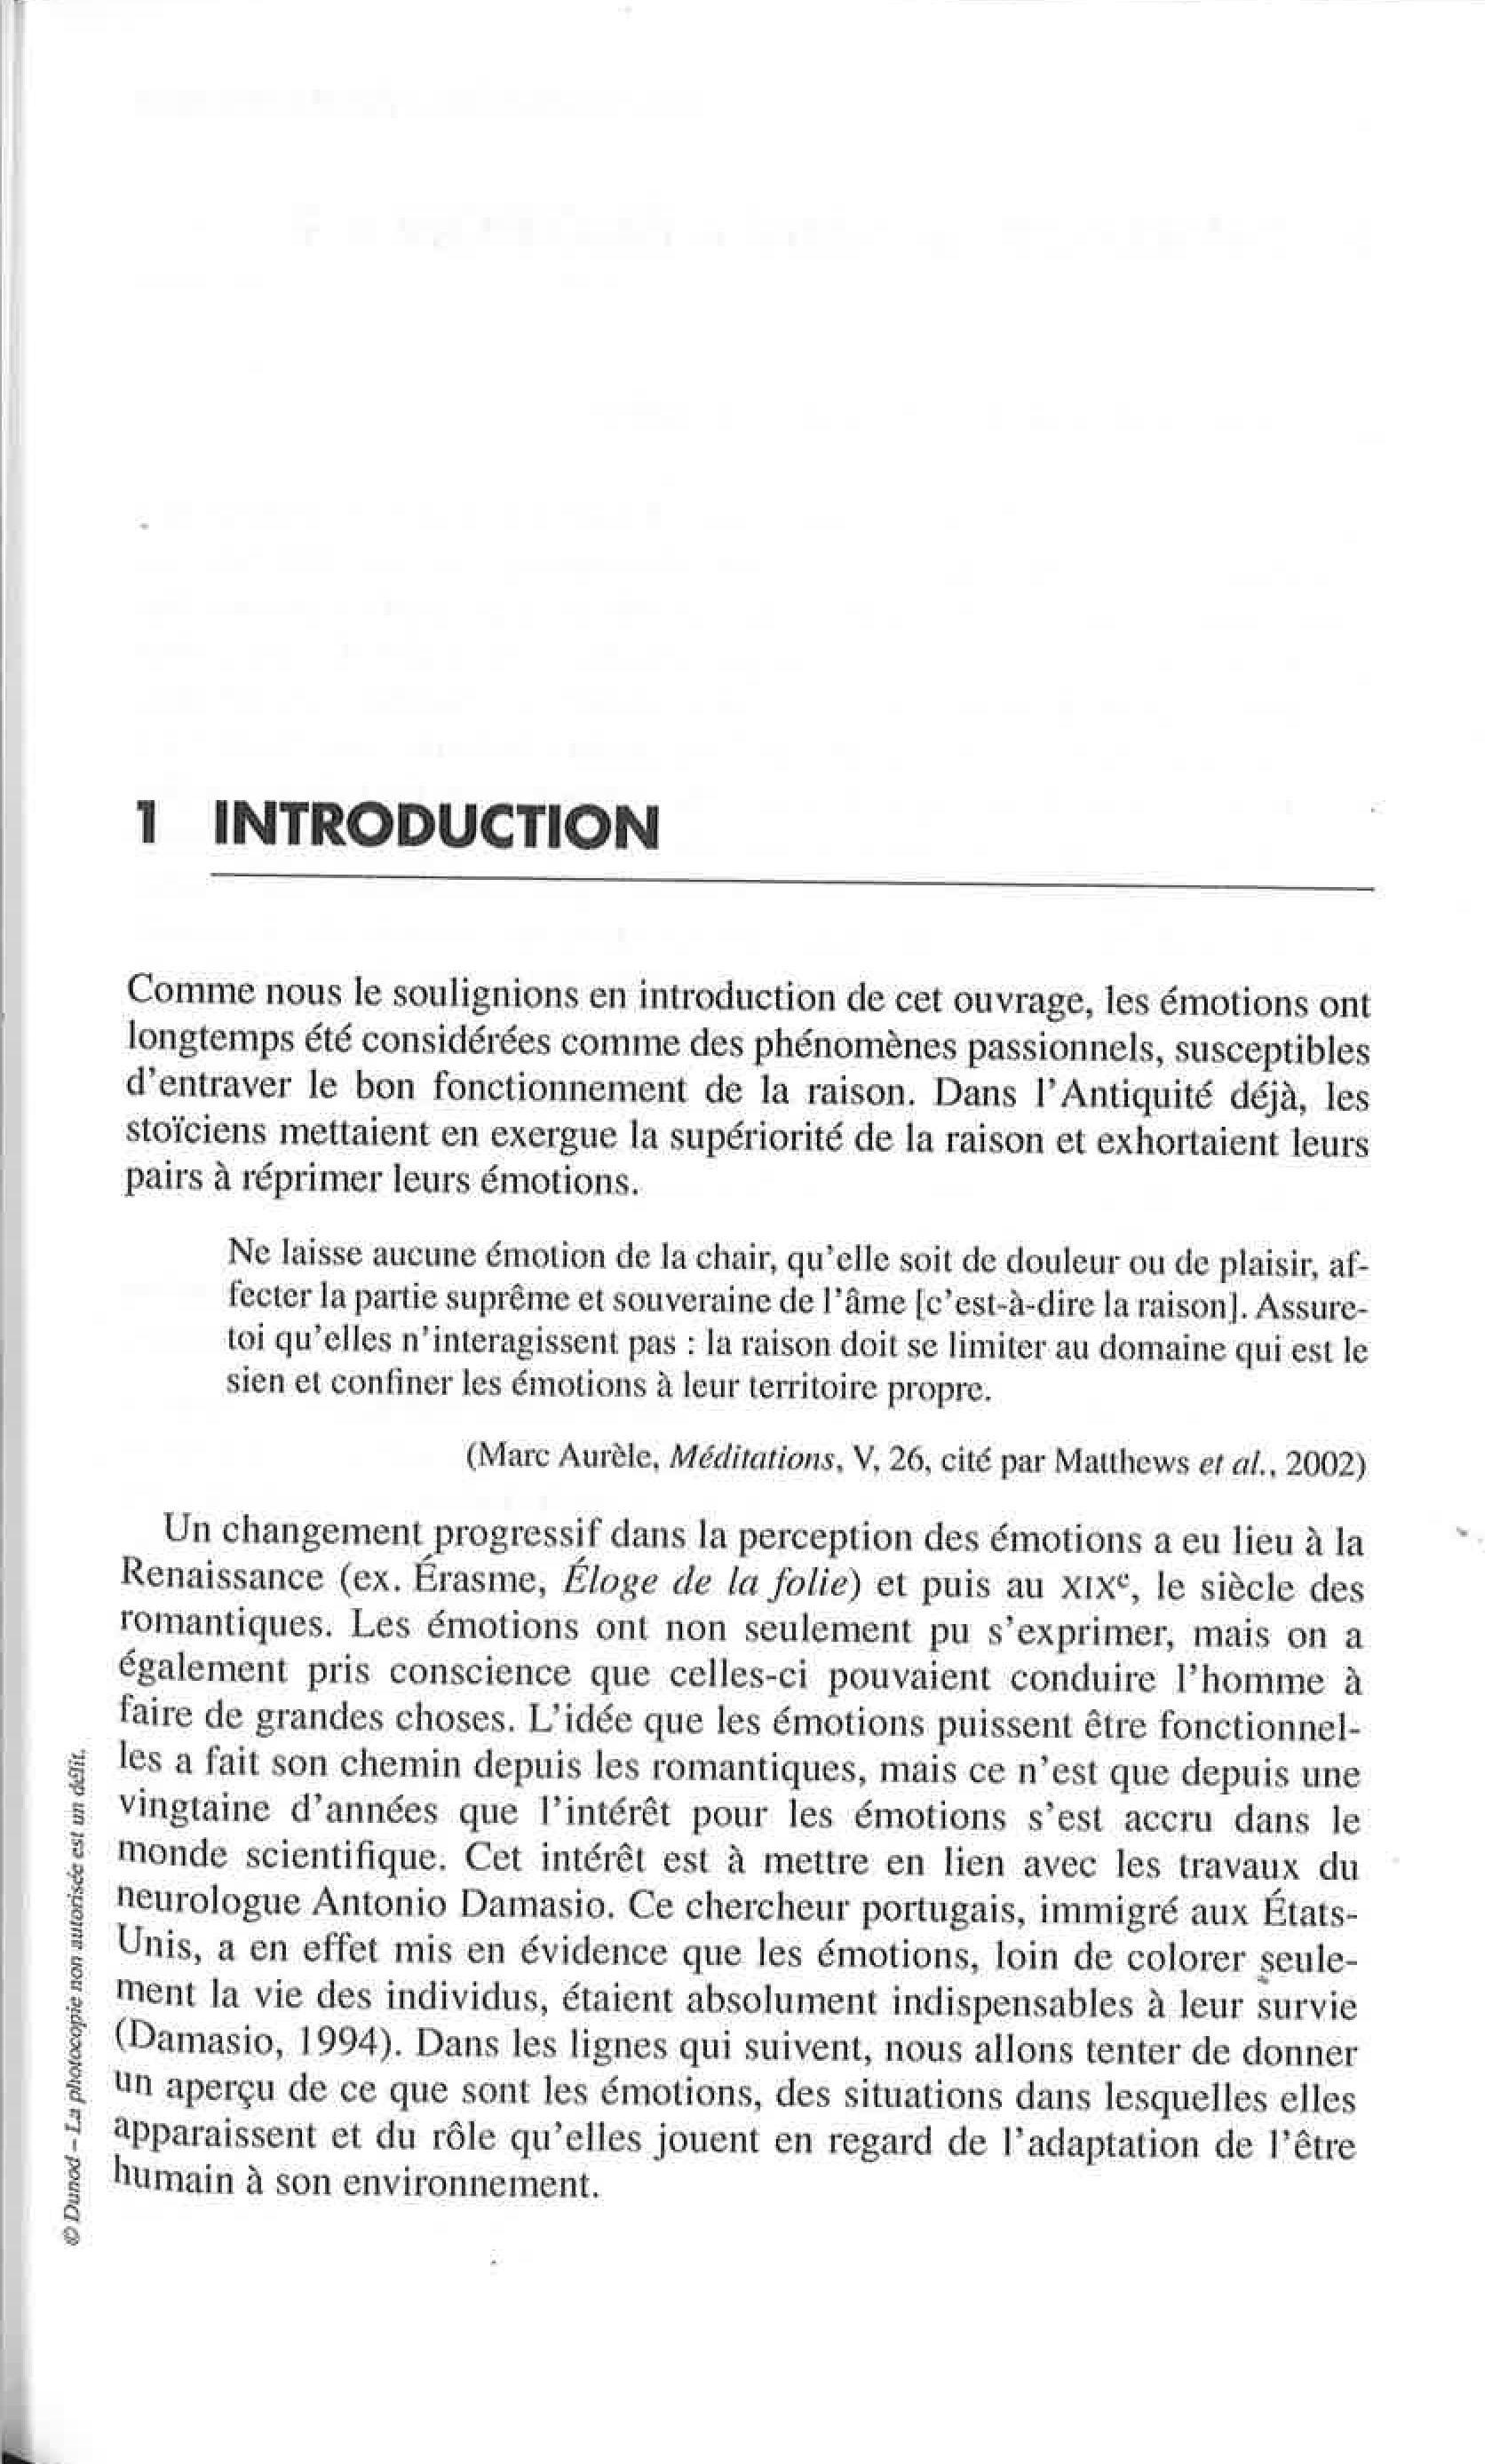 1 INTRODUCTION
Comme nous le soulignions en introduction de cet ouvrage, les émotions ont
longtemps été considérées comme des phénomènes passionnels, susceptibles
d'entraver le bon fonctionnement de la raison. Dans l'Antiquité déjà, les
stoïciens mettaient en exergue la supériorité de la raison et exhortaient leurs
pairs à réprimer leurs émotions.
Ne laisse aucune émotion de la chair, qu'elle soit de douleur ou de plaisir, af-
fecter la partie suprême et souveraine de l'âme [c'est-à-dire la raison]. Assure-
toi qu'elles n'interagissent pas : la raison doit se limiter au domaine qui est le
sien et confiner les émotions à leur territoire propre.
(Marc Aurèle, Méditations, V, 26, cité par Matthews et al., 2002)
Un changement progressif dans la perception des émotions a eu lieu à la
Renaissance (ex. Érasme, Éloge de la folie) et puis au XIXe, le siècle des
romantiques. Les émotions ont non seulement pu s'exprimer, mais on a
également pris conscience que celles-ci pouvaient conduire l'homme à
faire de grandes choses. L'idée que les émotions puissent être fonctionnel-
les a fait son chemin depuis les romantiques, mais ce n'est que depuis une
vingtaine d'années que l'intérêt pour les émotions s'est accru dans le
monde scientifique. Cet intérêt est à mettre en lien avec les travaux du
neurologue Antonio Damasio. Ce chercheur portugais, immigré aux États-
Unis, a en effet mis en évidence que les émotions, loin de colorer seule-
ment la vie des individus, étaient absolument indispensables à leur survie
(Damasio, 1994). Dans les lignes qui suivent, nous allons tenter de donner
un aperçu de ce que sont les émotions, des situations dans lesquelles elles
apparaissent et du rôle qu'elles jouent en regard de l'adaptation de l'être
humain à son environnement.
© Dunod – La photocopie non autorisée est un délit.